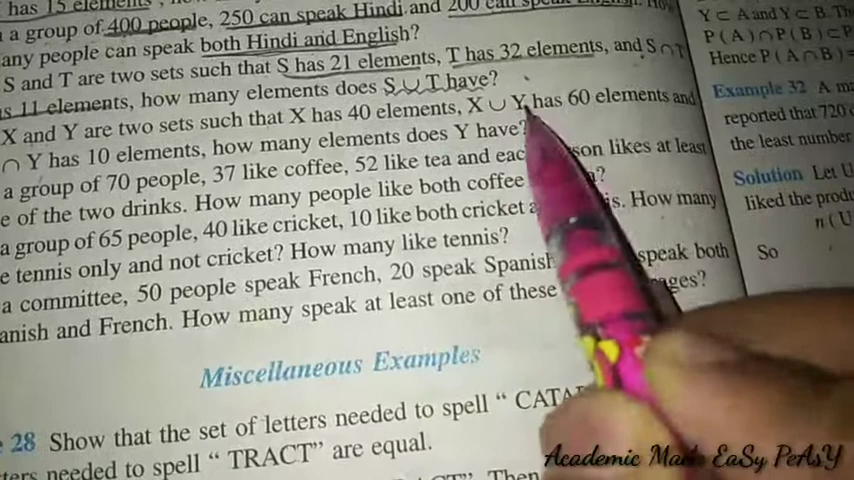 has 15 elements
a group of 400 people, 250 can speak Hindi and 200 can speak English. How
any people can speak both Hindi and English?
S and T are two sets such that S has 21 elements, T has 32 elements, and S ∩ T
as 11 elements, how many elements does S ∪ T have?
X and Y are two sets such that X has 40 elements, X ∪ Y has 60 elements and
∩ Y has 10 elements, how many elements does Y have?
a group of 70 people, 37 like coffee, 52 like tea and each son likes at least
e of the two drinks. How many people like both coffee ?
a group of 65 people, 40 like cricket, 10 like both cricket a is. How many
e tennis only and not cricket? How many like tennis?
a committee, 50 people speak French, 20 speak Spanish speak both
anish and French. How many speak at least one of these ages?
Miscellaneous Examples
28 Show that the set of letters needed to spell “ CATA
ters needed to spell “ TRACT” are equal.
Then
Y ⊂ A and Y ⊂ B. Th
P ( A ) ∩ P ( B ) ⊂ P
Hence P ( A ∩ B ) =
Example 32 A ma
reported that 720 c
the least number
Solution Let U
liked the produ
n ( U
So
Academic Maths EaSy PeAsY